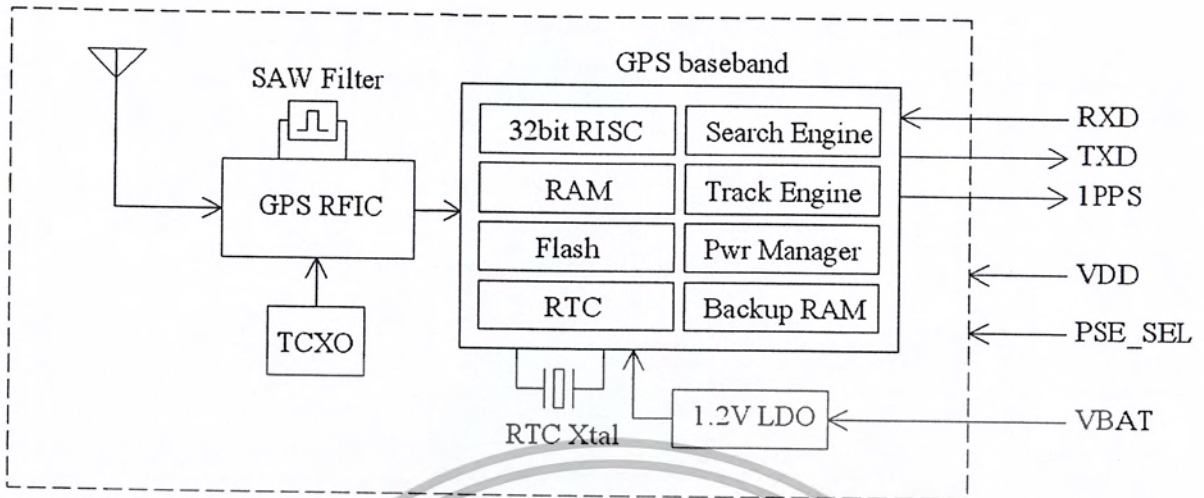 GPS baseband
SAW Filter
32bit RISC
Search Engine
RXD
TXD
GPS RFIC
RAM
Track Engine
1PPS
Flash
Pwr Manager
VDD
TCXO
RTC
Backup RAM
PSE_SEL
RTC Xtal
1.2V LDO
VBAT